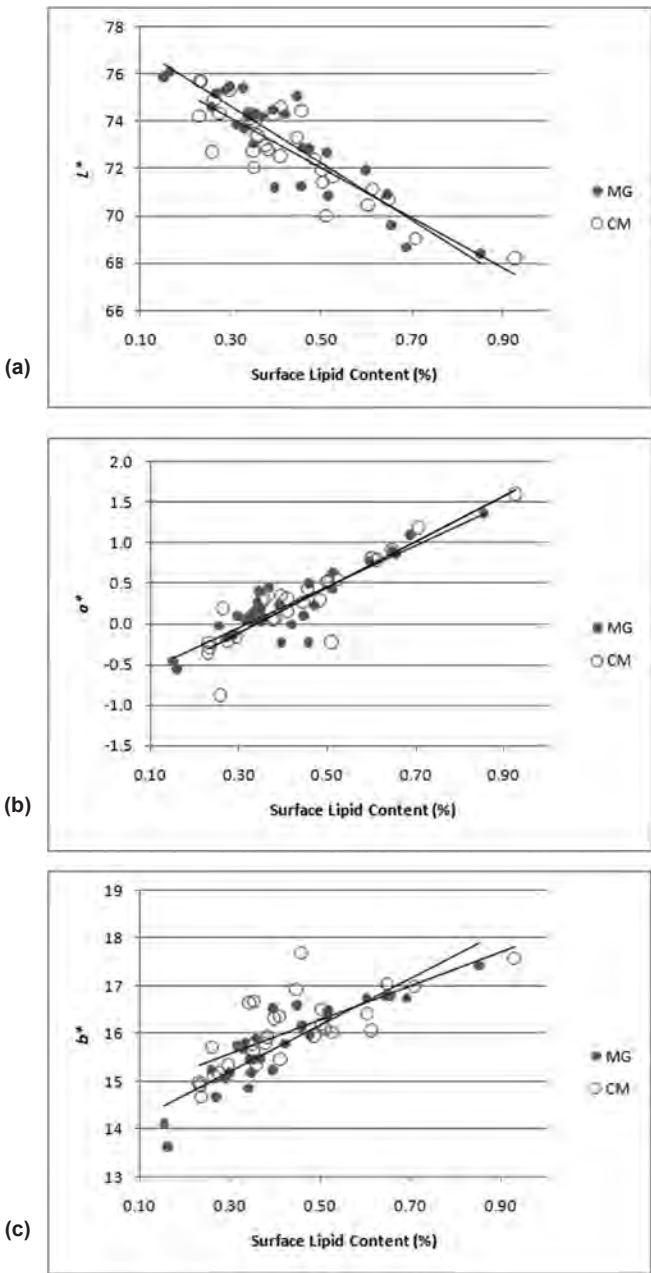 78
76
74
72
70
68
66
L*
0.10 0.30 0.50 0.70 0.90
Surface Lipid Content (%)
MG
CM
(a)
2.0
1.5
1.0
0.5
0.0
-0.5
-1.0
-1.5
a*
0.10 0.30 0.50 0.70 0.90
Surface Lipid Content (%)
MG
CM
(b)
19
18
17
16
15
14
13
b*
0.10 0.30 0.50 0.70 0.90
Surface Lipid Content (%)
MG
CM
(c)